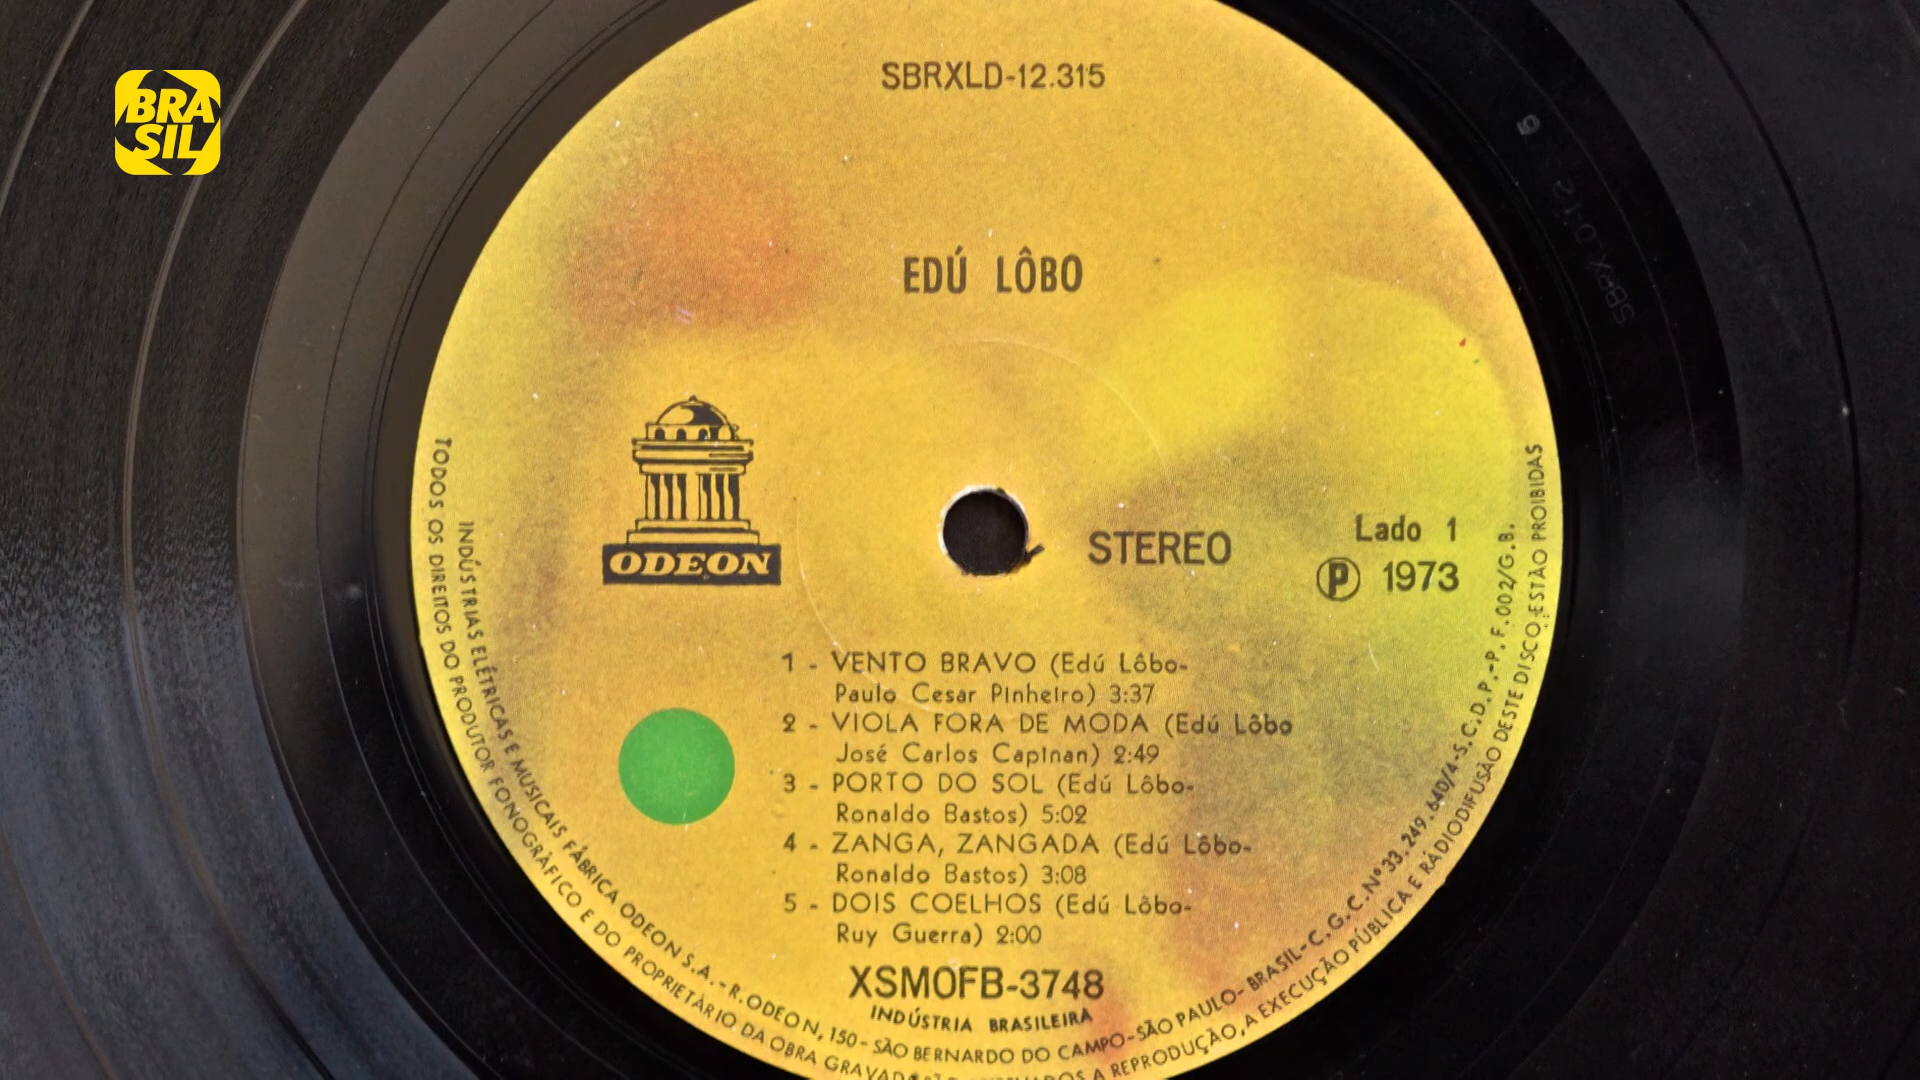 BRA
SIL
SBRXLD-12.315
EDÚ LÔBO
ODEON
STEREO
Lado 1
Ⓟ 1973
1 - VENTO BRAVO (Edú Lôbo-
Paulo Cesar Pinheiro) 3:37
2 - VIOLA FORA DE MODA (Edú Lôbo
José Carlos Capinan) 2:49
3 - PORTO DO SOL (Edú Lôbo-
Ronaldo Bastos) 5:02
4 - ZANGA, ZANGADA (Edú Lôbo-
Ronaldo Bastos) 3:08
5 - DOIS COELHOS (Edú Lôbo-
Ruy Guerra) 2:00
XSMOFB-3748
INDÚSTRIA BRASILEIRA
INDÚSTRIAS ELÉTRICAS E MUSICAIS FÁBRICA ODEON S.A.-R.ODEON, 150-SÃO BERNARDO DO CAMPO-SÃO PAULO-BRASIL-C.G.C.Nº33.249.640/4-S.C.D.P.-P.F.002/G.B.
TODOS OS DIREITOS DO PRODUTOR FONOGRÁFICO E DO PROPRIETÁRIO DA OBRA A REPRODUÇÃO, A EXECUÇÃO PÚBLICA E RÁDIODIFUSÃO DESTE DISCO ESTÃO PROIBIDAS